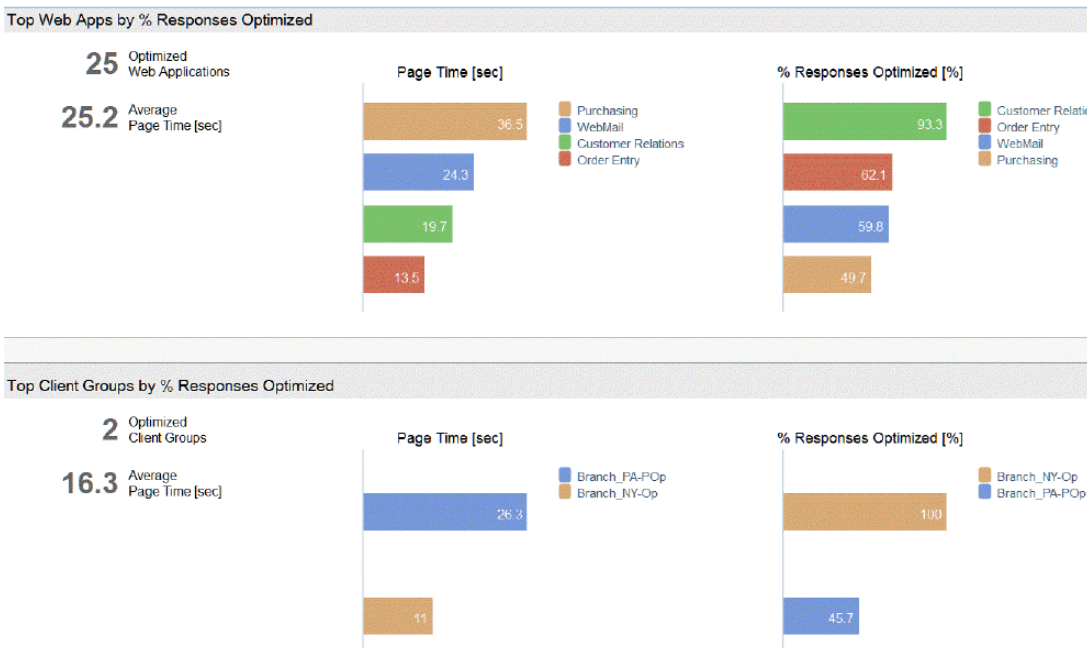 Top Web Apps by % Responses Optimized
25 Optimized
Web Applications
25.2 Average
Page Time [sec]
Page Time [sec]
36.5
24.3
19.7
13.5
Purchasing
WebMail
Customer Relations
Order Entry
% Responses Optimized [%]
93.3
62.1
59.8
49.7
Customer Relatio
Order Entry
WebMail
Purchasing
Top Client Groups by % Responses Optimized
2 Optimized
Client Groups
16.3 Average
Page Time [sec]
Page Time [sec]
26.3
11
Branch_PA-POp
Branch_NY-Op
% Responses Optimized [%]
100
45.7
Branch_NY-Op
Branch_PA-POp